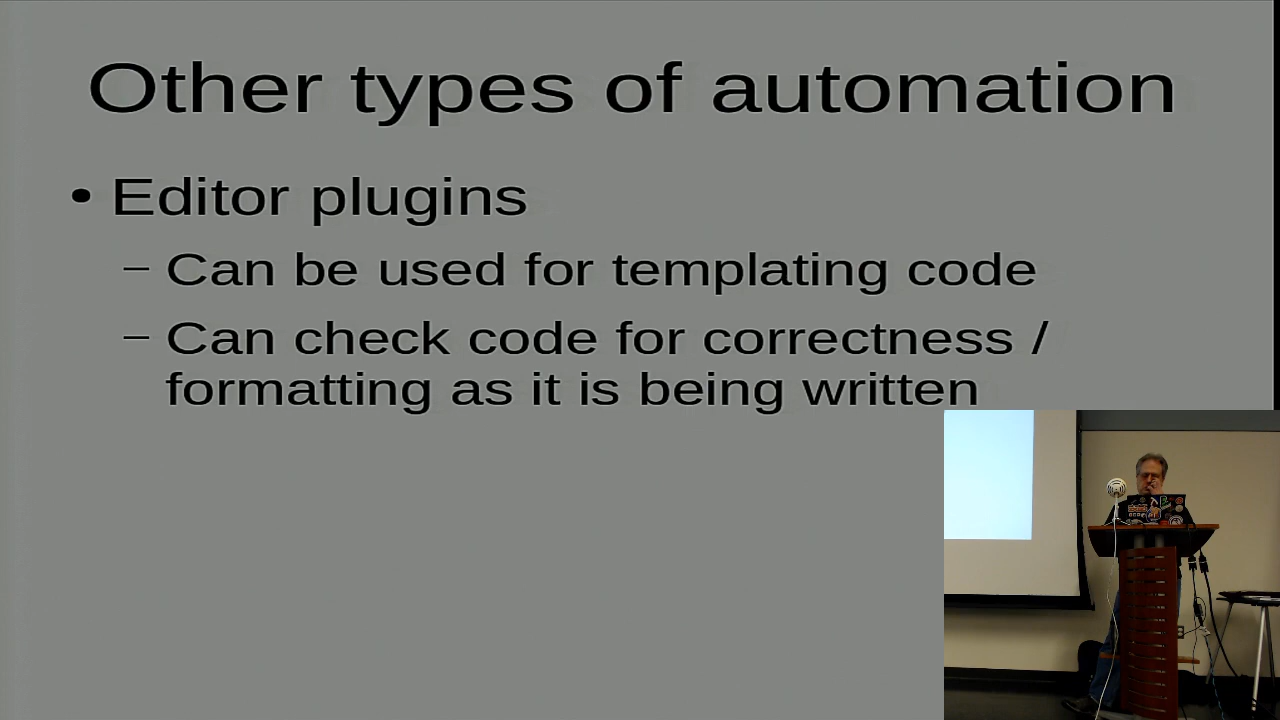 Other types of automation
• Editor plugins
– Can be used for templating code
– Can check code for correctness /
formatting as it is being written